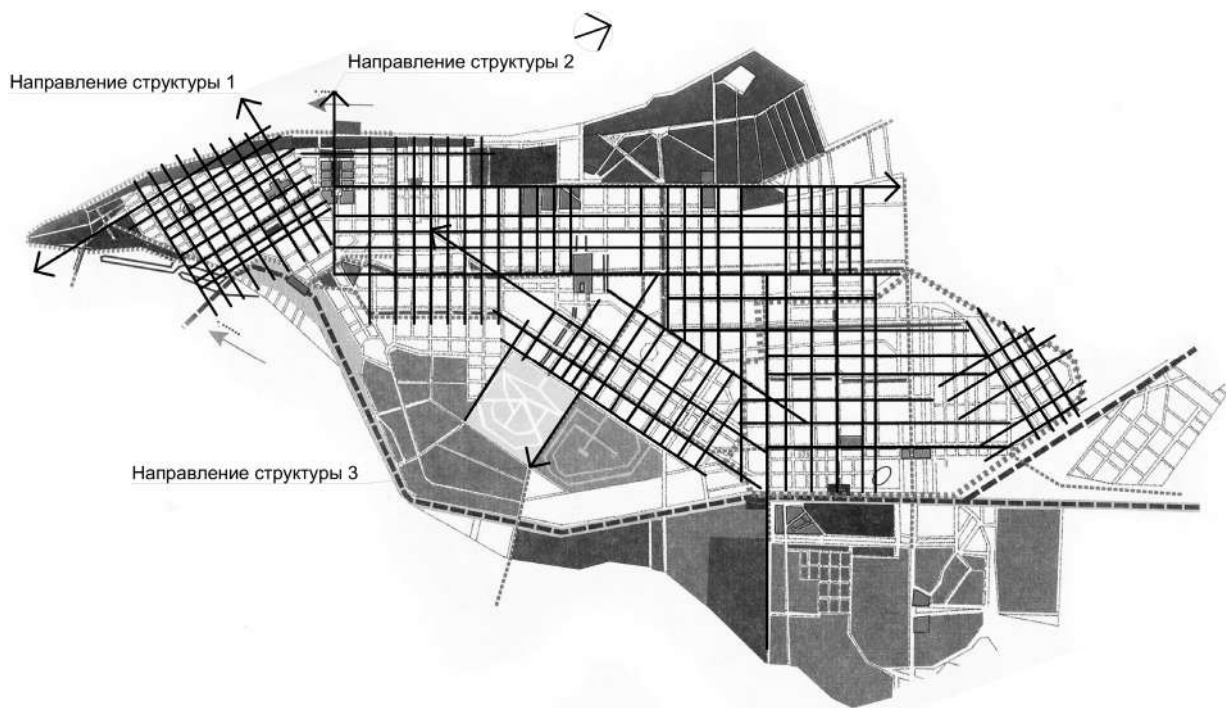 Направление структуры 2
Направление структуры 1
Направление структуры 3